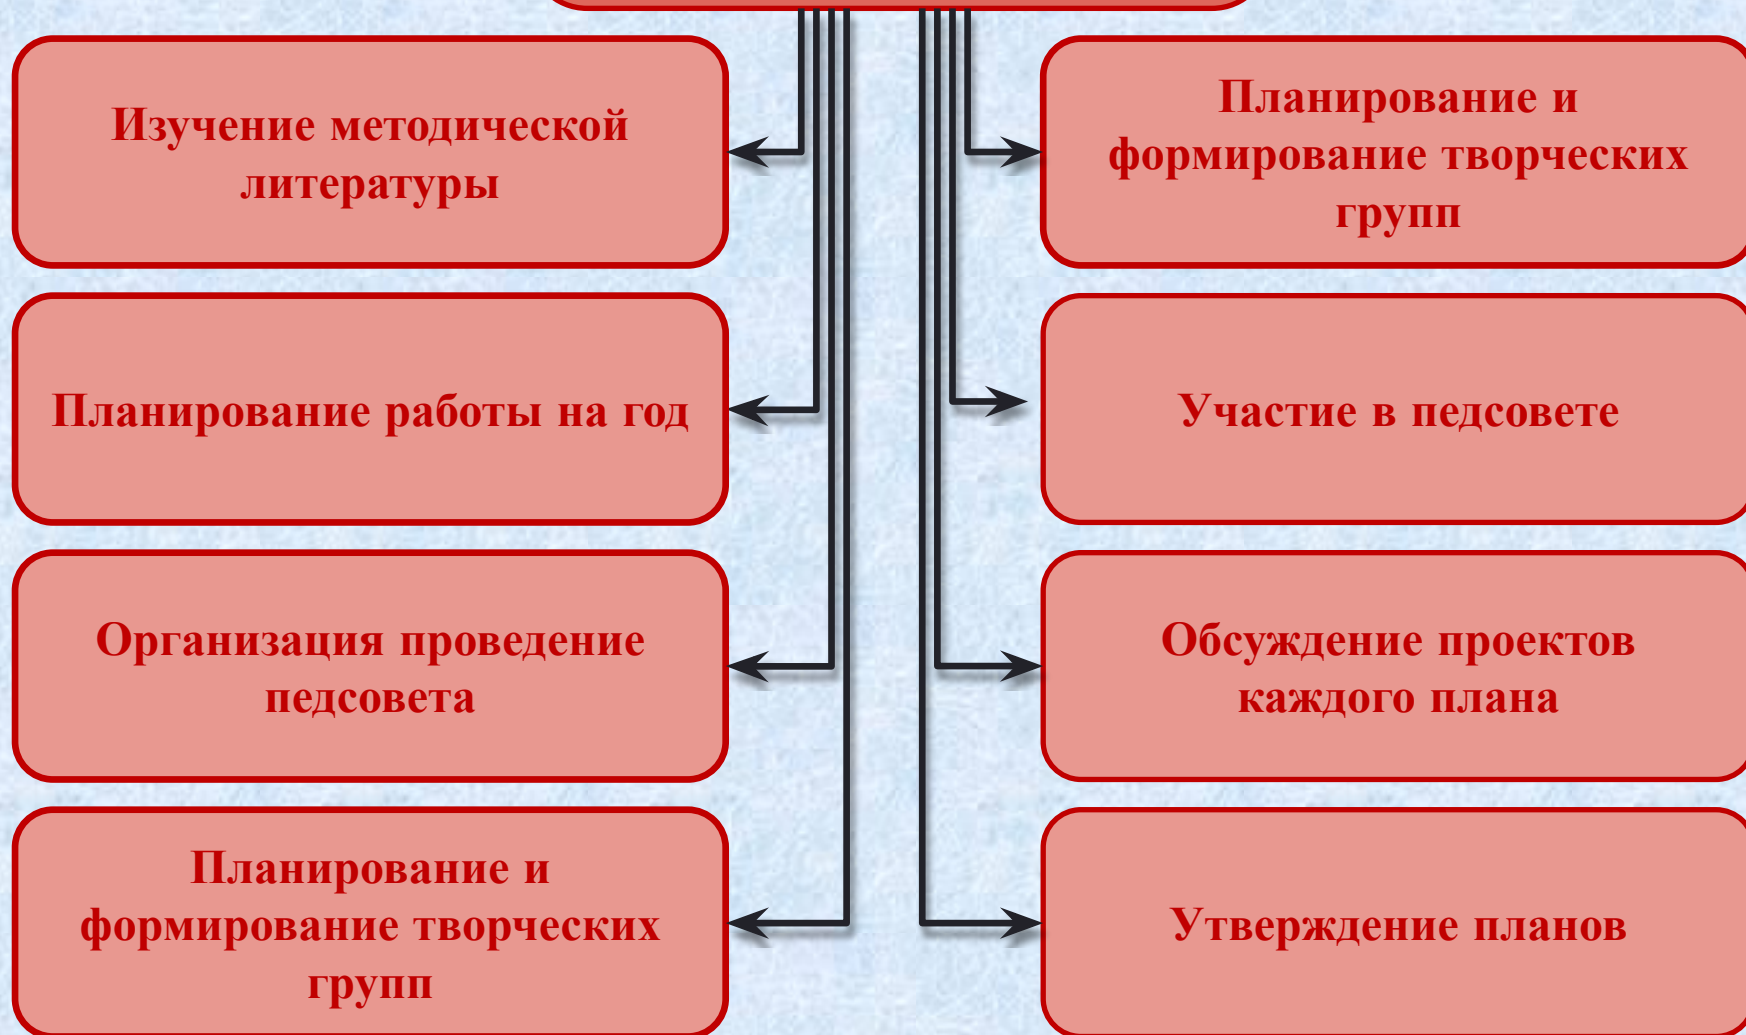 Изучение методической
литературы
Планирование и
формирование творческих
групп
Планирование работы на год
Участие в педсовете
Организация проведение
педсовета
Обсуждение проектов
каждого плана
Планирование и
формирование творческих
групп
Утверждение планов